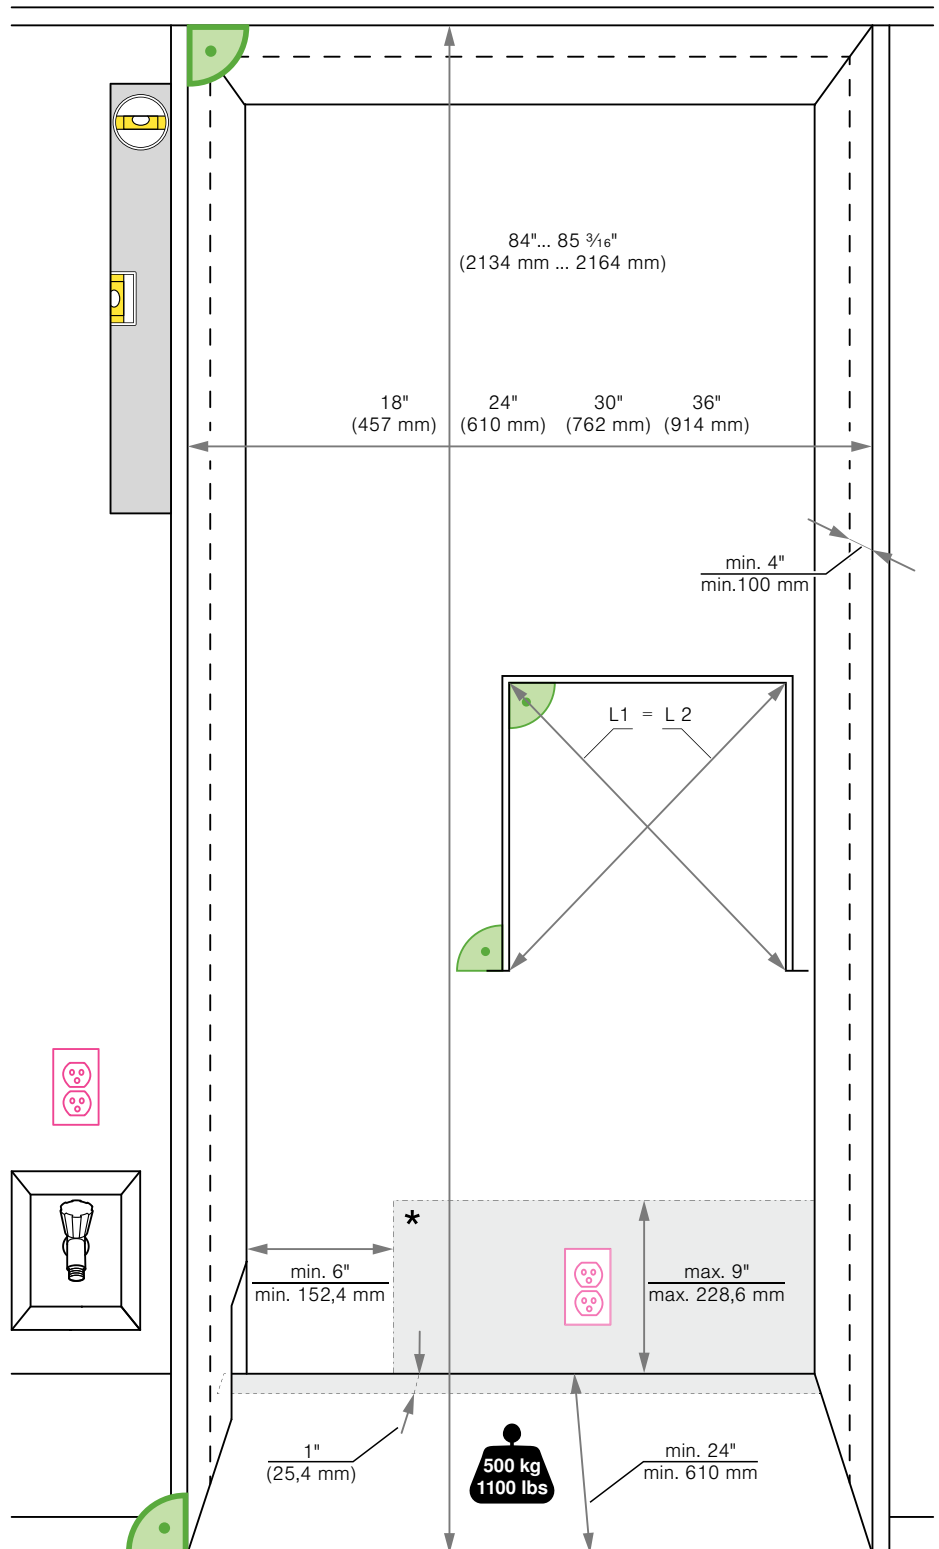 84"... 85 ³⁄₁₆"
(2134 mm ... 2164 mm)
18" 24" 30" 36"
(457 mm) (610 mm) (762 mm) (914 mm)
min. 4"
min.100 mm
L1 = L 2
*
min. 6"
min. 152,4 mm
max. 9"
max. 228,6 mm
1"
(25,4 mm)
500 kg
1100 lbs
min. 24"
min. 610 mm